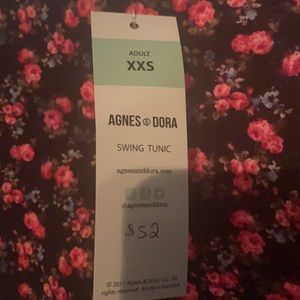 ADULT
XXS
AGNES & DORA
SWING TUNIC
agnesanddora.com
@agnesanddora
$52
© 2017 Agnes & Dora, LLC. All
rights reserved. Made in the USA.